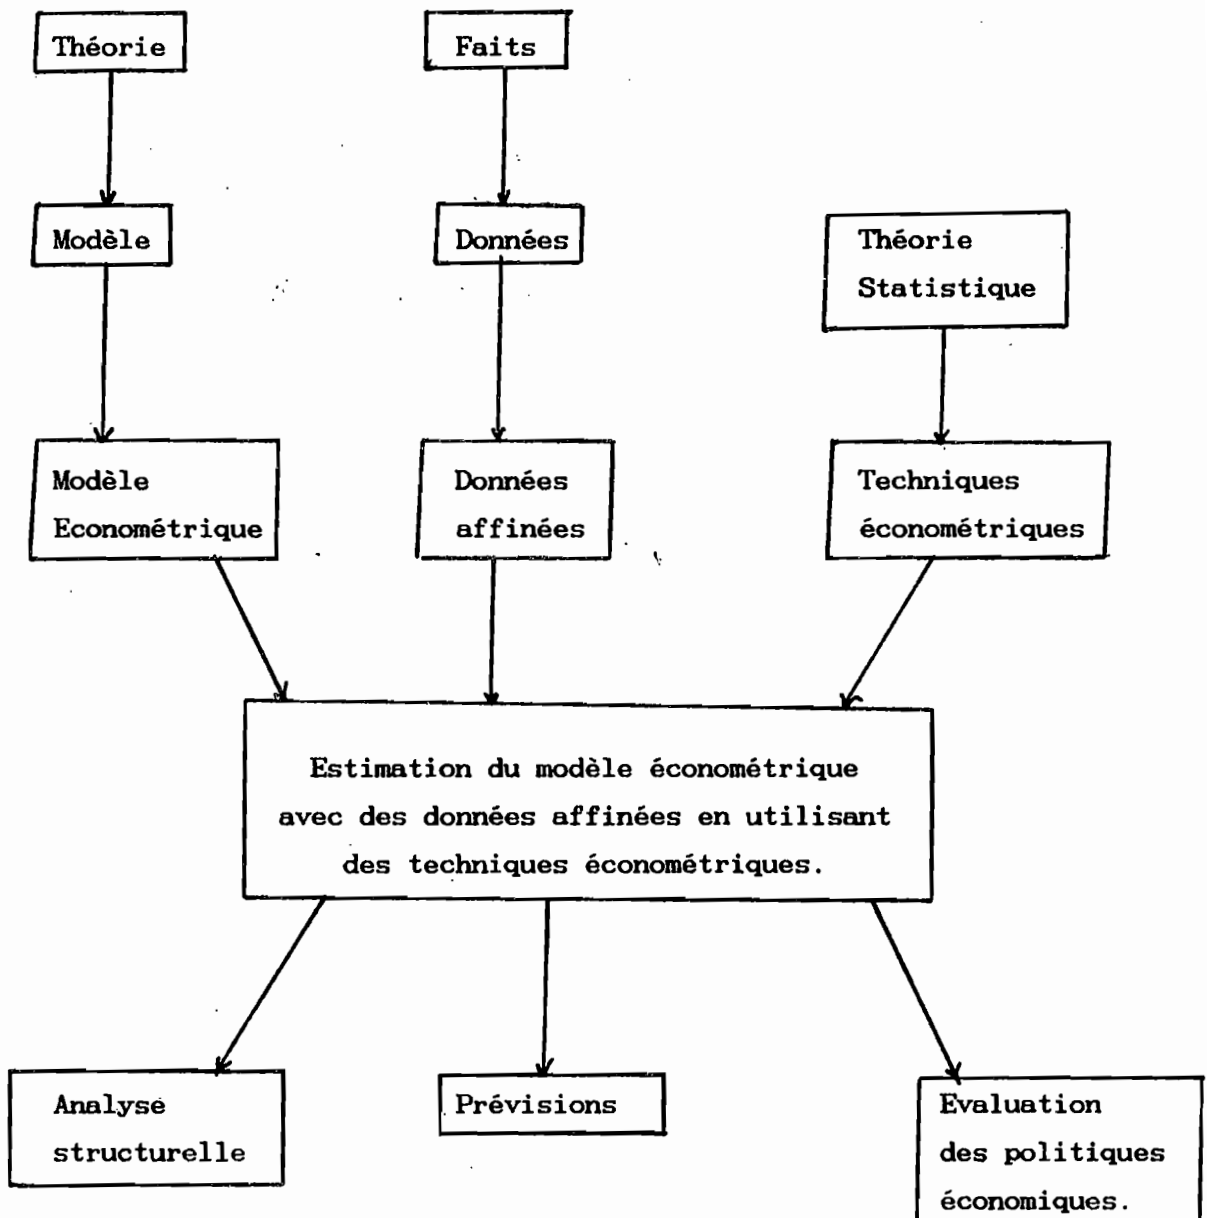 Théorie
Faits
Modèle
Données
Théorie
Statistique
Modèle
Econométrique
Données
affinées
Techniques
économétriques
Estimation du modèle économétrique
avec des données affinées en utilisant
des techniques économétriques.
Analyse
structurelle
Prévisions
Evaluation
des politiques
économiques.